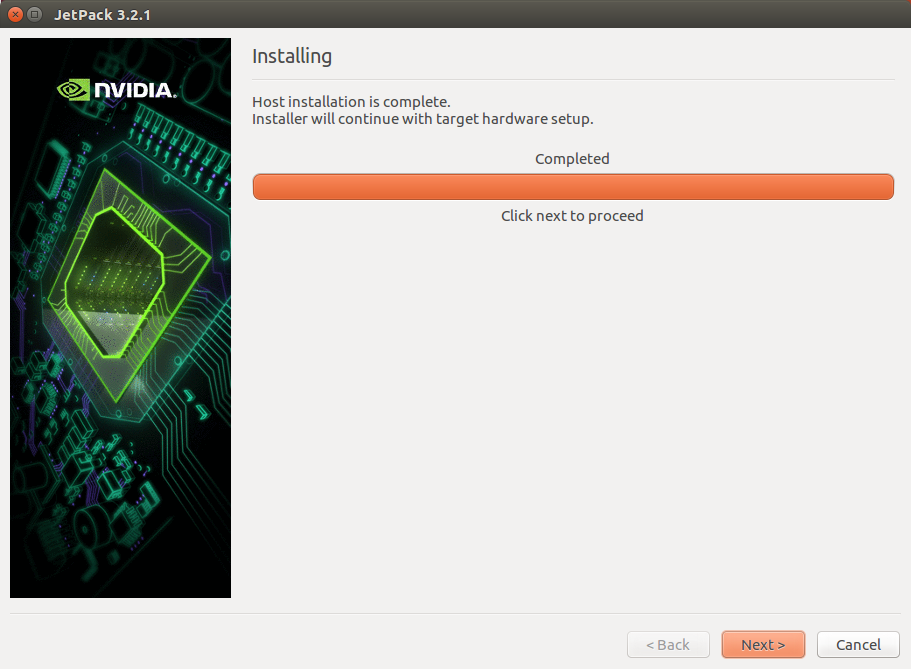 JetPack 3.2.1
NVIDIA.
Installing
Host installation is complete.
Installer will continue with target hardware setup.
Completed
Click next to proceed
< Back
Next >
Cancel